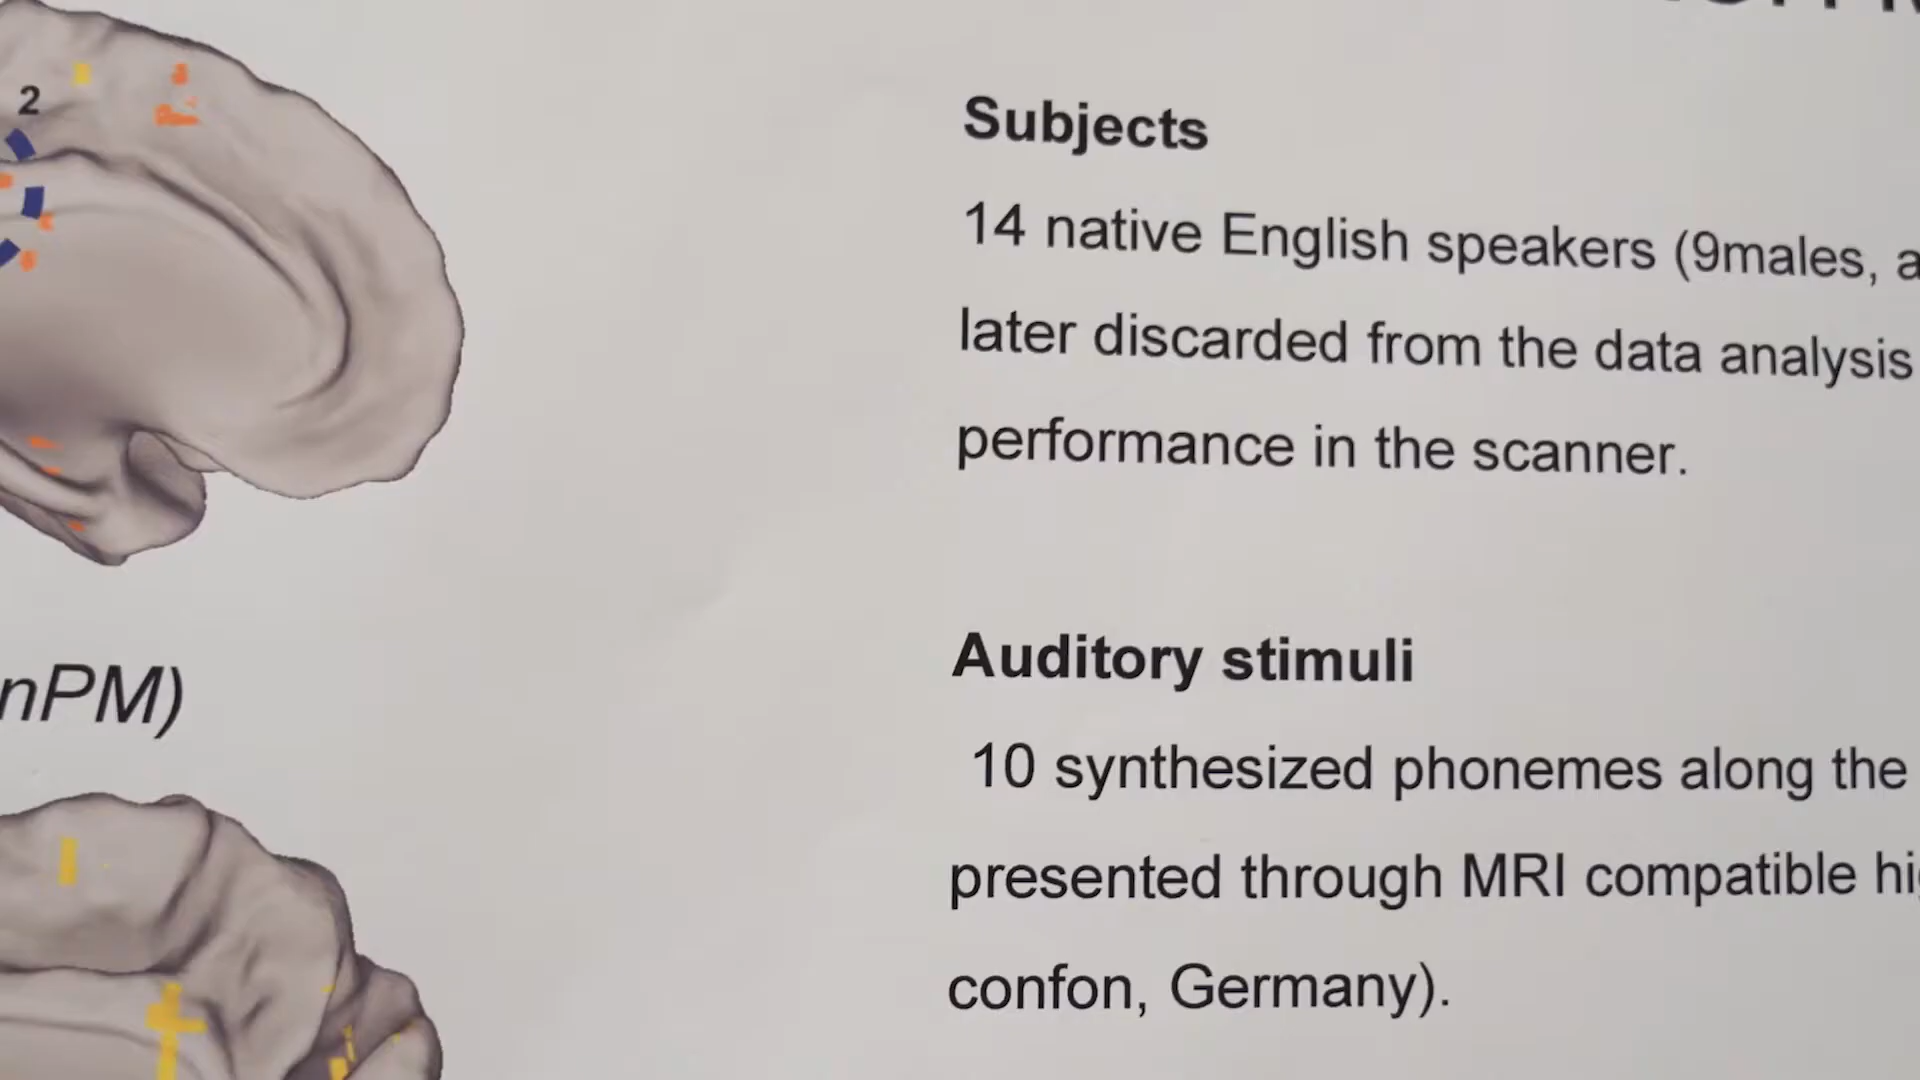 2
nPM)
Subjects
14 native English speakers (9males, a
later discarded from the data analysis
performance in the scanner.
Auditory stimuli
10 synthesized phonemes along the
presented through MRI compatible hi
confon, Germany).